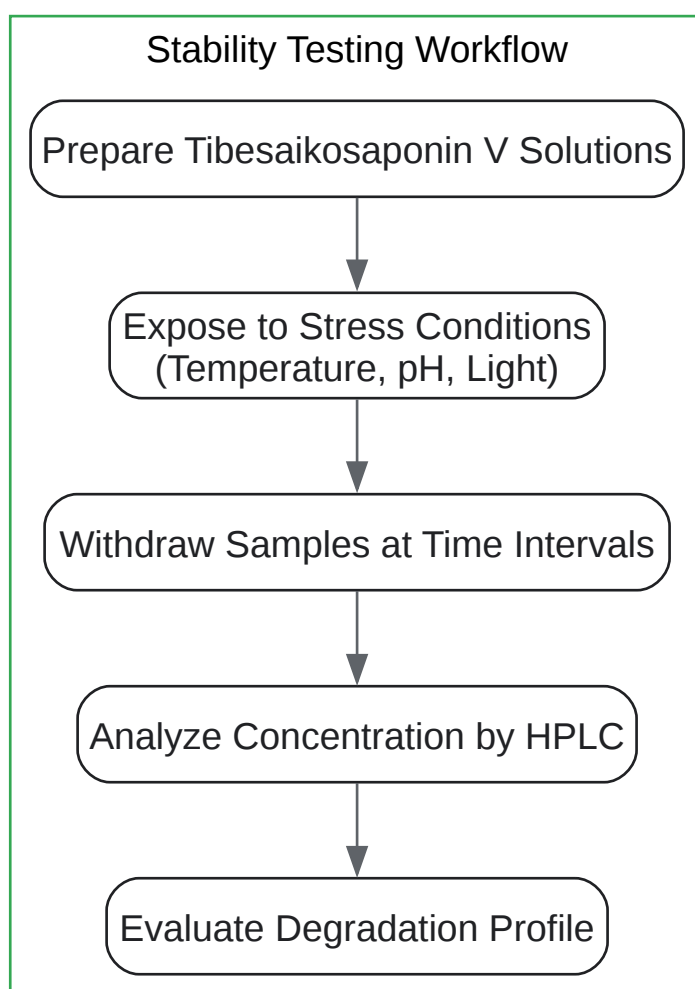 Stability Testing Workflow
Prepare Tibesaikosaponin V Solutions
Expose to Stress Conditions
(Temperature, pH, Light)
Withdraw Samples at Time Intervals
Analyze Concentration by HPLC
Evaluate Degradation Profile